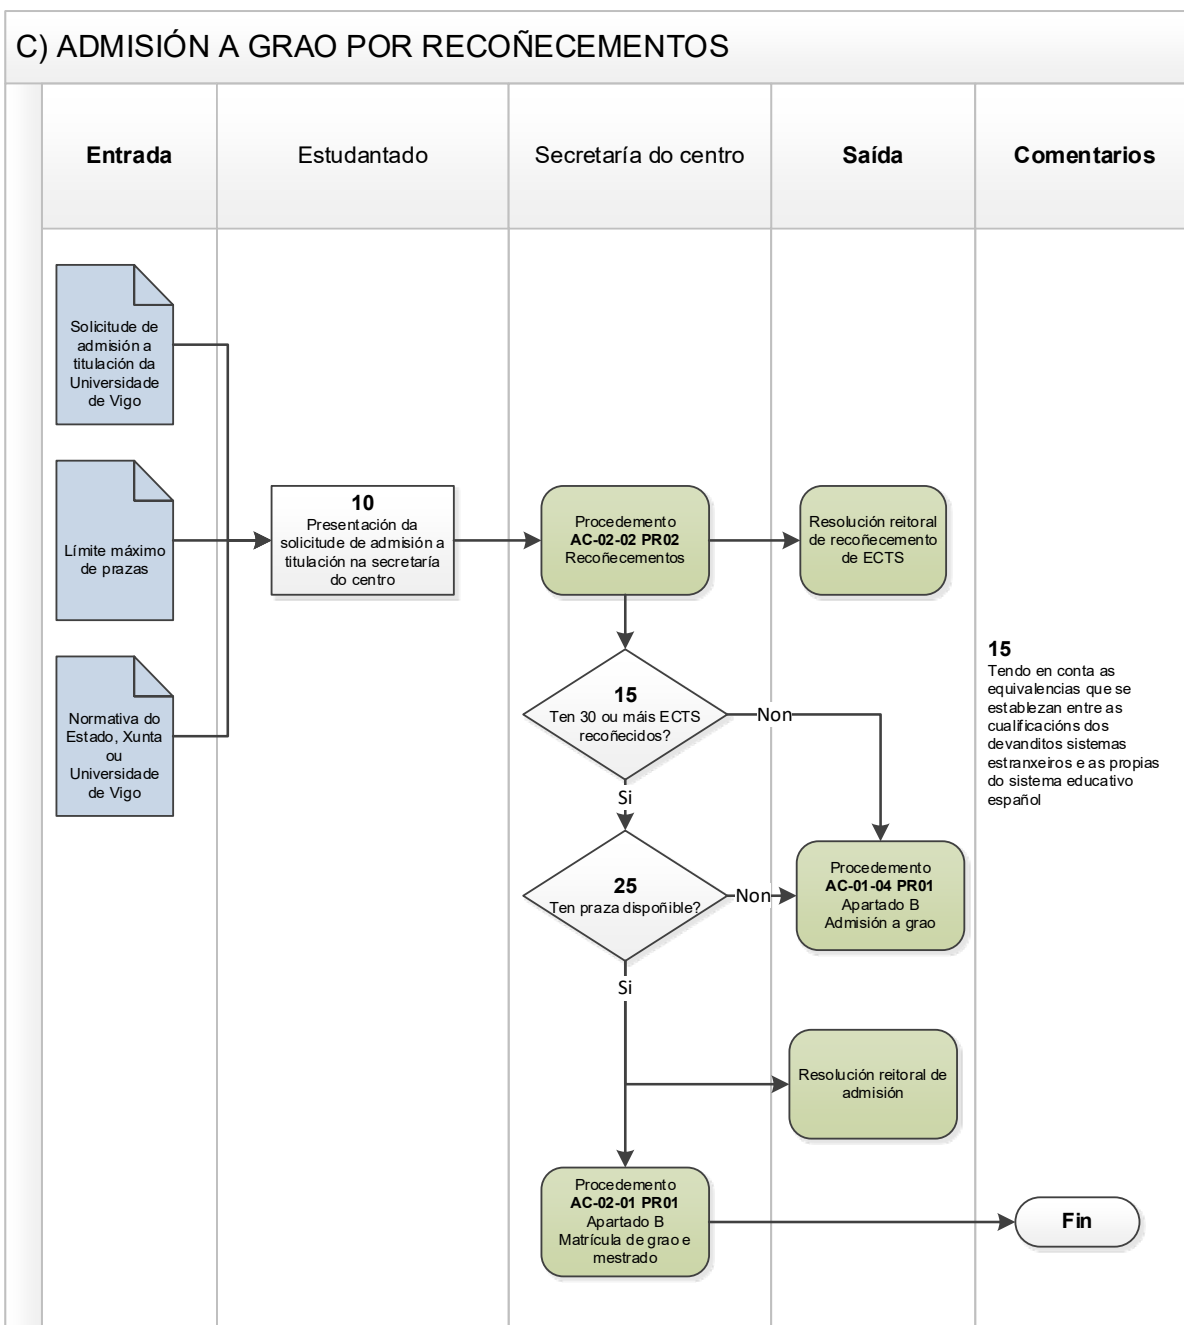 C) ADMISIÓN A GRAO POR RECOÑECEMENTOS
Entrada
Estudantado
Secretaría do centro
Saída
Comentarios
Solicitude de
admisión a
titulación da
Universidade
de Vigo
Límite máximo
de prazas
Normativa do
Estado, Xunta
ou
Universidade
de Vigo
10
Presentación da
solicitude de admisión a
titulación na secretaría
do centro
Procedemento
AC-02-02 PR02
Recoñecementos
Resolución reitoral
de recoñecemento
de ECTS
15
Ten 30 ou máis ECTS
recoñecidos?
Non
Si
15
Tendo en conta as
equivalencias que se
establezan entre as
cualificacións dos
devanditos sistemas
estranxeiros e as propias
do sistema educativo
español
25
Ten praza dispoñible?
Non
Si
Procedemento
AC-01-04 PR01
Apartado B
Admisión a grao
Resolución reitoral de
admisión
Procedemento
AC-02-01 PR01
Apartado B
Matrícula de grao e
mestrado
Fin